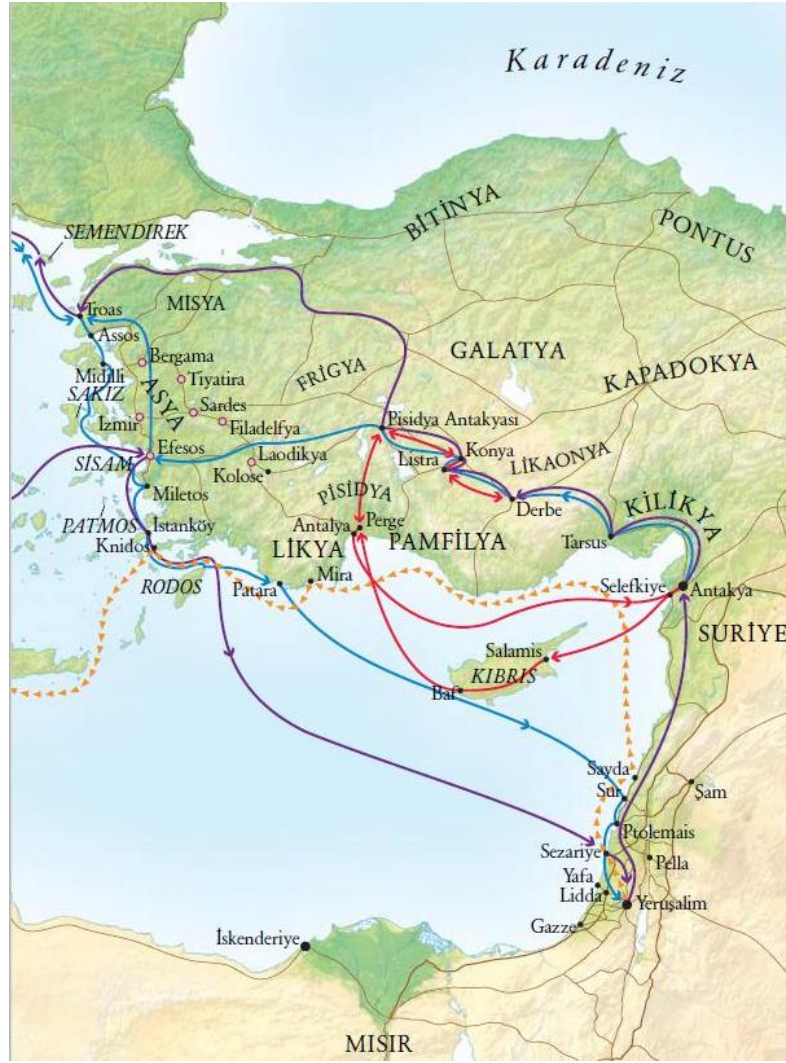 Karadeniz
BİTİNYA
PONTUS
SEMENDİREK
MİSYA
Troas
Assos
GALATYA
KAPADOKYA
Bergama
FRİGYA
Midilli
Tiyatira
SAKIZ
ASYA
Sardes
Pisidya Antakyası
İzmir
Filadelfya
Konya
Efesos
Listra
LİKAONYA
SİSAM
Laodikya
Kolose
KİLİKYA
Miletos
PİSİDYA
Derbe
PATMOS
İstanköy
Antalya
Perge
Tarsus
Knidos
LİKYA
PAMFİLYA
RODOS
Mira
Patara
Selefkiye
Antakya
SURİYE
Salamis
KIBRIS
Baf
Sayda
Sur
Şam
Ptolemais
Sezariye
Pella
Yafa
Lidda
Yeruşalim
Gazze
İskenderiye
MISIR